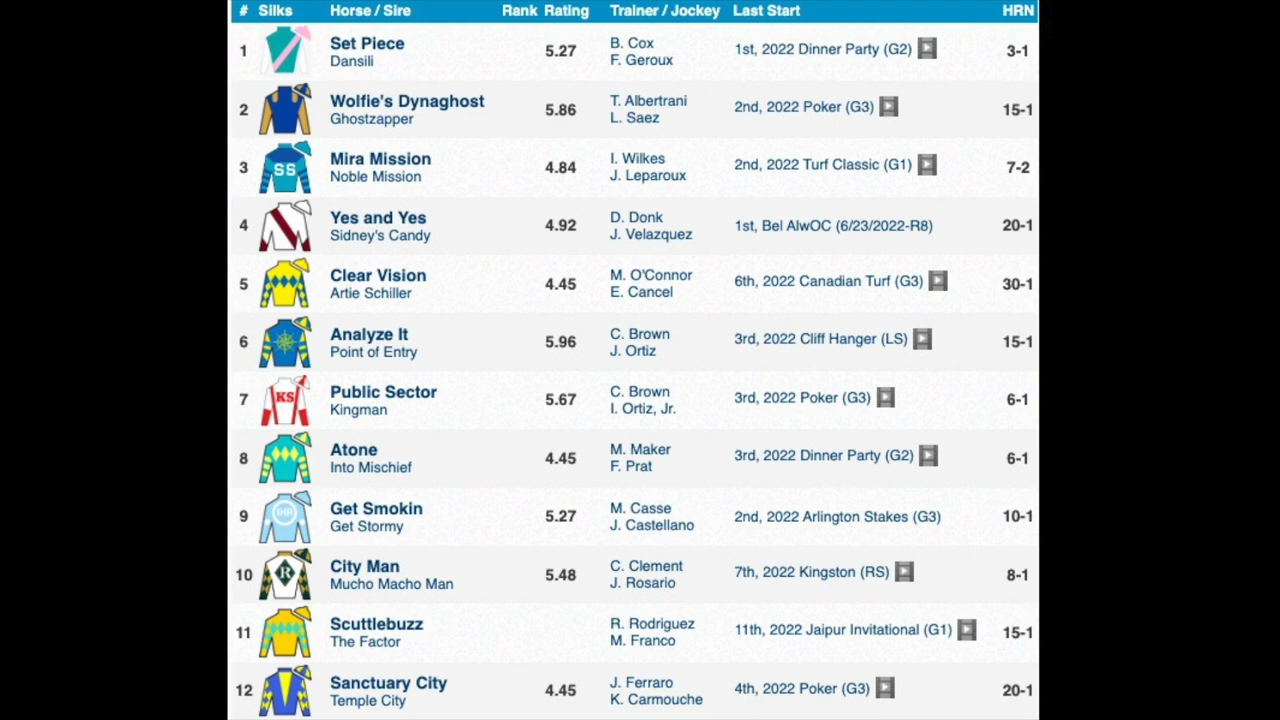 # Silks Horse / Sire Rank Rating Trainer / Jockey Last Start HRN
1 Set Piece 5.27 B. Cox 1st, 2022 Dinner Party (G2) 3-1
Dansili F. Geroux
2 Wolfie's Dynaghost 5.86 T. Albertrani 2nd, 2022 Poker (G3) 15-1
Ghostzapper L. Saez
3 SS Mira Mission 4.84 I. Wilkes 2nd, 2022 Turf Classic (G1) 7-2
Noble Mission J. Leparoux
4 Yes and Yes 4.92 D. Donk 1st, Bel AlwOC (6/23/2022-R8) 20-1
Sidney's Candy J. Velazquez
5 Clear Vision 4.45 M. O'Connor 6th, 2022 Canadian Turf (G3) 30-1
Artie Schiller E. Cancel
6 Analyze It 5.96 C. Brown 3rd, 2022 Cliff Hanger (LS) 15-1
Point of Entry J. Ortiz
7 KS Public Sector 5.67 C. Brown 3rd, 2022 Poker (G3) 6-1
Kingman I. Ortiz, Jr.
8 Atone 4.45 M. Maker 3rd, 2022 Dinner Party (G2) 6-1
Into Mischief F. Prat
9 IHR Get Smokin 5.27 M. Casse 2nd, 2022 Arlington Stakes (G3) 10-1
Get Stormy J. Castellano
10 R City Man 5.48 C. Clement 7th, 2022 Kingston (RS) 8-1
Mucho Macho Man J. Rosario
11 Scuttlebuzz R. Rodriguez 11th, 2022 Jaipur Invitational (G1) 15-1
The Factor M. Franco
12 Sanctuary City 4.45 J. Ferraro 4th, 2022 Poker (G3) 20-1
Temple City K. Carmouche